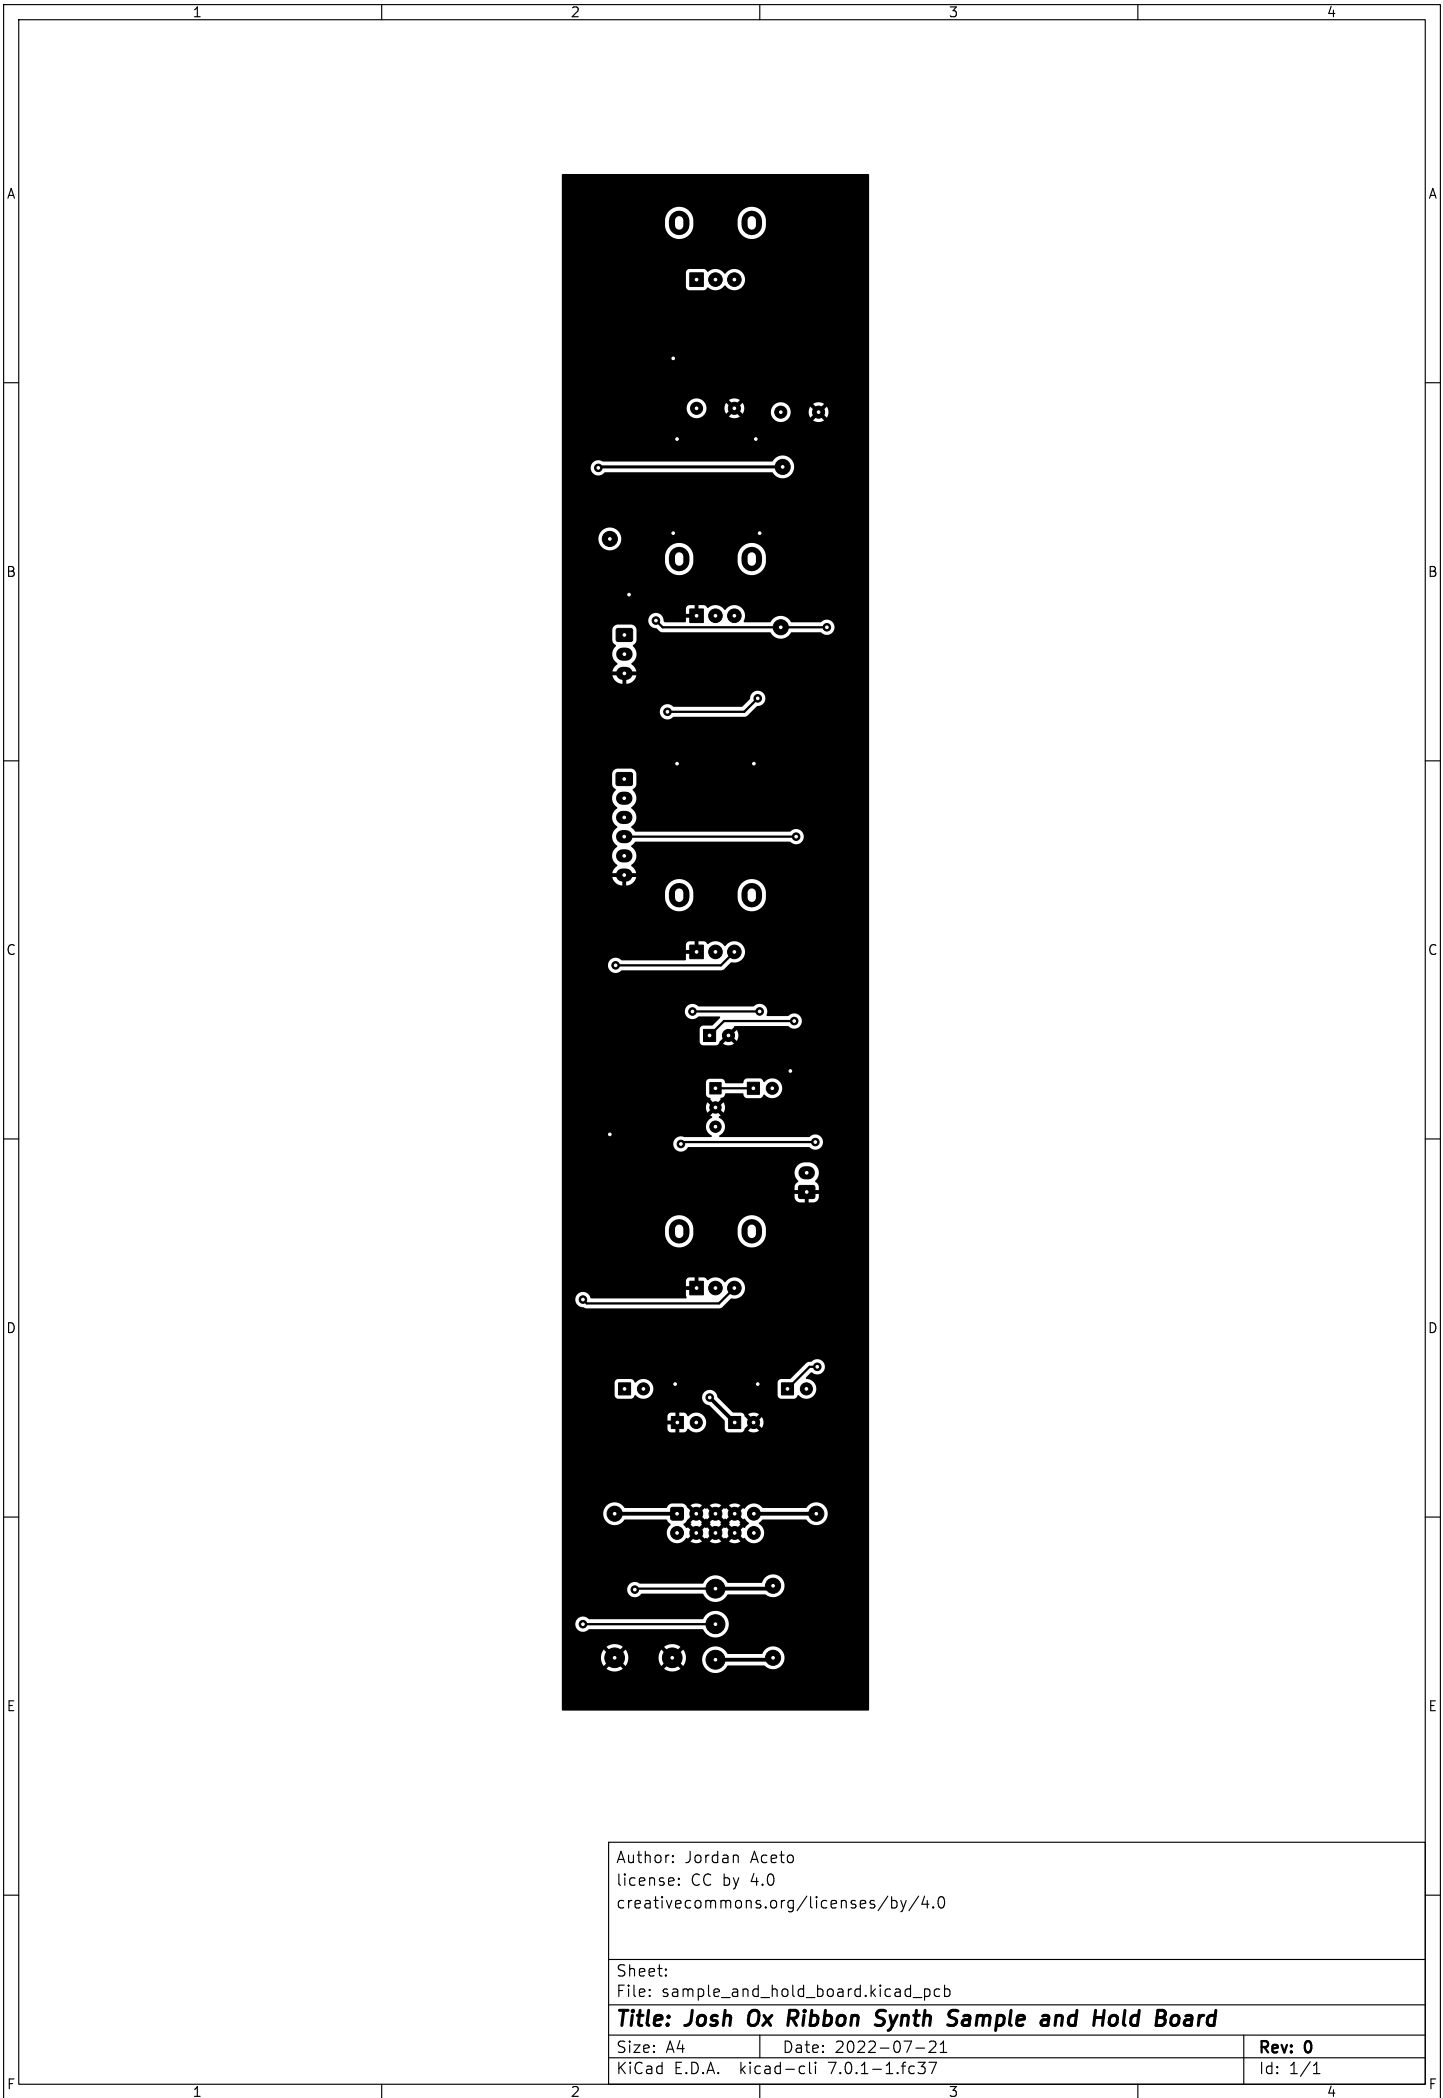 1 2 3 4
A A
B B
C C
D D
E E
Author: Jordan Aceto
license: CC by 4.0
creativecommons.org/licenses/by/4.0
Sheet:
File: sample_and_hold_board.kicad_pcb
Title: Josh Ox Ribbon Synth Sample and Hold Board
Size: A4 Date: 2022-07-21 Rev: 0
KiCad E.D.A. kicad-cli 7.0.1-1.fc37 Id: 1/1
F F
1 2 3 4